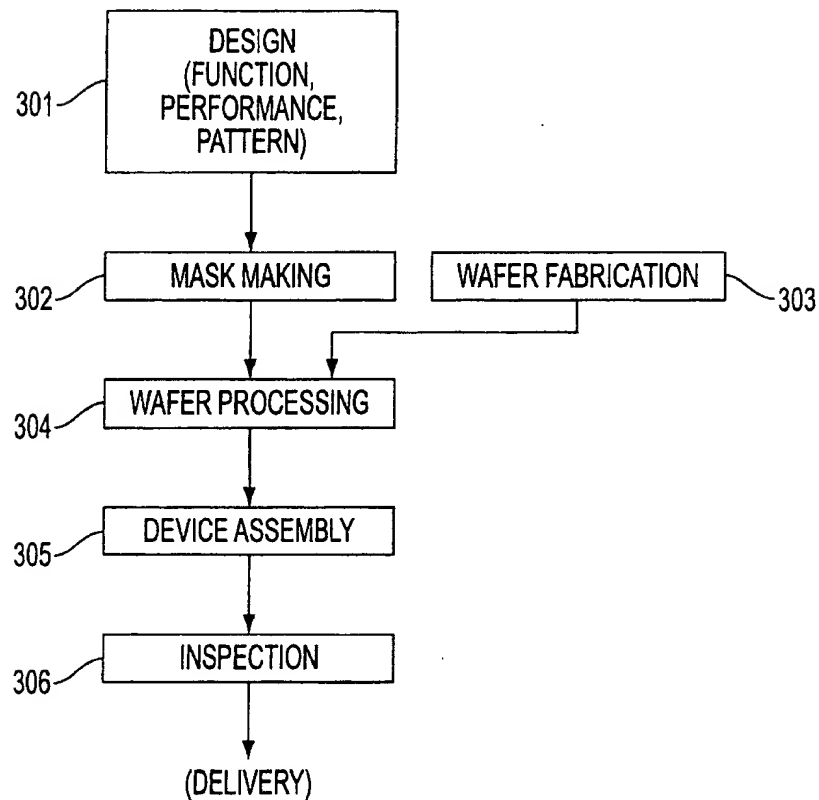 DESIGN
(FUNCTION,
PERFORMANCE,
PATTERN)
301
MASK MAKING
302
WAFER FABRICATION
303
WAFER PROCESSING
304
DEVICE ASSEMBLY
305
INSPECTION
306
(DELIVERY)